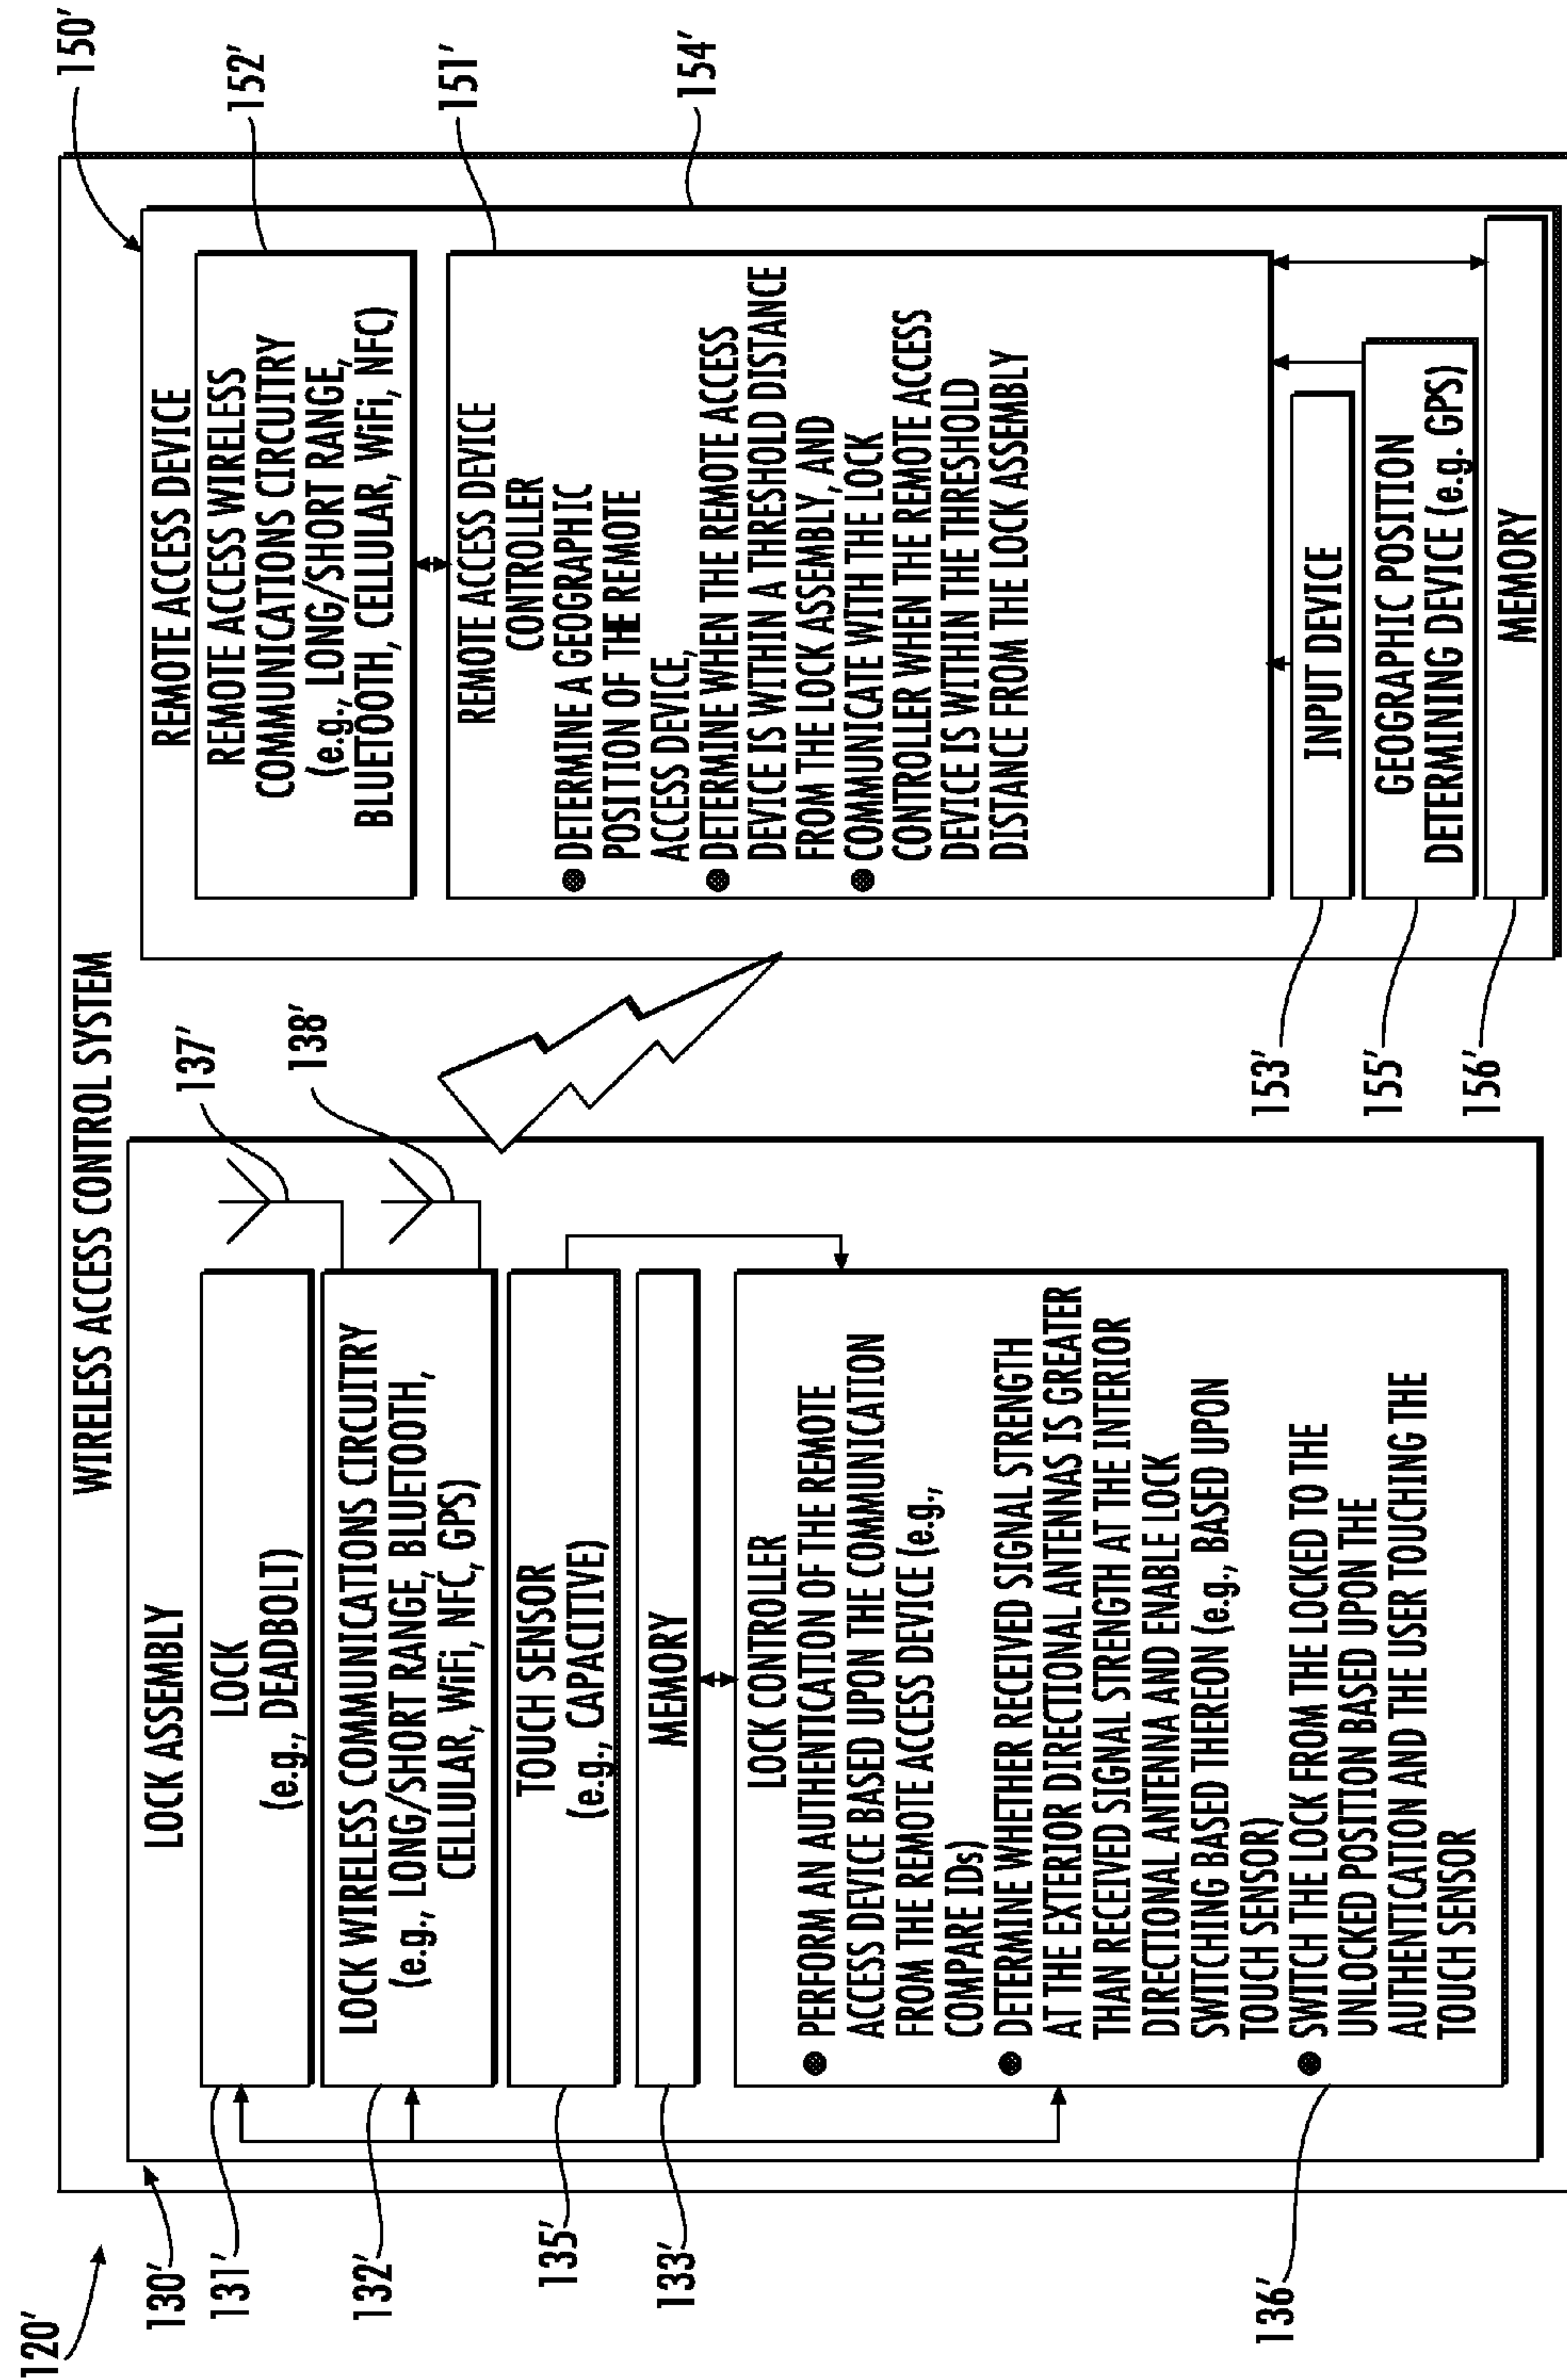 WIRELESS ACCESS CONTROL SYSTEM
120'
130'
LOCK ASSEMBLY
131'
LOCK
(e.g., DEADBOLT)
132'
LOCK WIRELESS COMMUNICATIONS CIRCUITRY
(e.g., LONG/SHORT RANGE, BLUETOOTH,
CELLULAR, WiFi, NFC, GPS)
137'
138'
135'
TOUCH SENSOR
(e.g., CAPACITIVE)
133'
MEMORY
136'
LOCK CONTROLLER
● PERFORM AN AUTHENTICATION OF THE REMOTE
ACCESS DEVICE BASED UPON THE COMMUNICATION
FROM THE REMOTE ACCESS DEVICE (e.g.,
COMPARE IDs)
● DETERMINE WHETHER RECEIVED SIGNAL STRENGTH
AT THE EXTERIOR DIRECTIONAL ANTENNAS IS GREATER
THAN RECEIVED SIGNAL STRENGTH AT THE INTERIOR
DIRECTIONAL ANTENNA AND ENABLE LOCK
SWITCHING BASED THEREON (e.g., BASED UPON
TOUCH SENSOR)
● SWITCH THE LOCK FROM THE LOCKED TO THE
UNLOCKED POSITION BASED UPON THE
AUTHENTICATION AND THE USER TOUCHING THE
TOUCH SENSOR
150'
REMOTE ACCESS DEVICE
152'
REMOTE ACCESS WIRELESS
COMMUNICATIONS CIRCUITRY
(e.g., LONG/SHORT RANGE,
BLUETOOTH, CELLULAR, WiFi, NFC)
151'
REMOTE ACCESS DEVICE
CONTROLLER
● DETERMINE A GEOGRAPHIC
POSITION OF THE REMOTE
ACCESS DEVICE,
● DETERMINE WHEN THE REMOTE ACCESS
DEVICE IS WITHIN A THRESHOLD DISTANCE
FROM THE LOCK ASSEMBLY, AND
● COMMUNICATE WITH THE LOCK
CONTROLLER WHEN THE REMOTE ACCESS
DEVICE IS WITHIN THE THRESHOLD
DISTANCE FROM THE LOCK ASSEMBLY
154'
153'
INPUT DEVICE
155'
GEOGRAPHIC POSITION
DETERMINING DEVICE (e.g. GPS)
156'
MEMORY